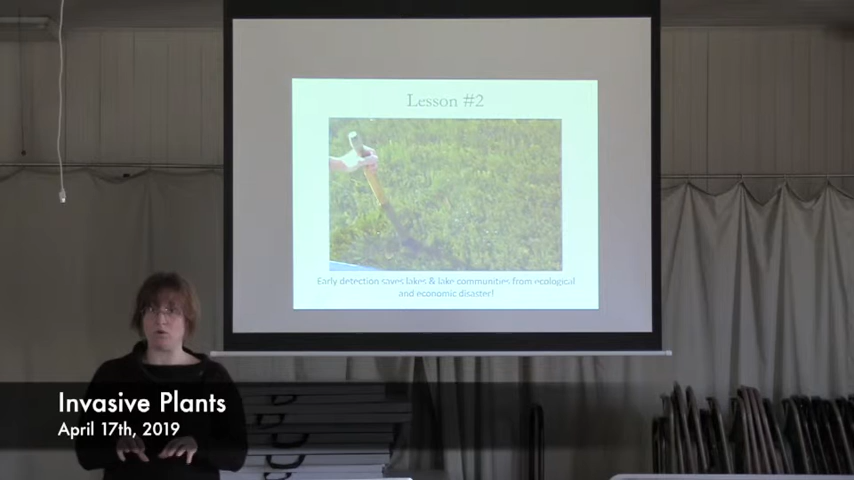 Lesson #2
Early detection saves lakes & lake communities from ecological
and economic disaster!
Invasive Plants
April 17th, 2019